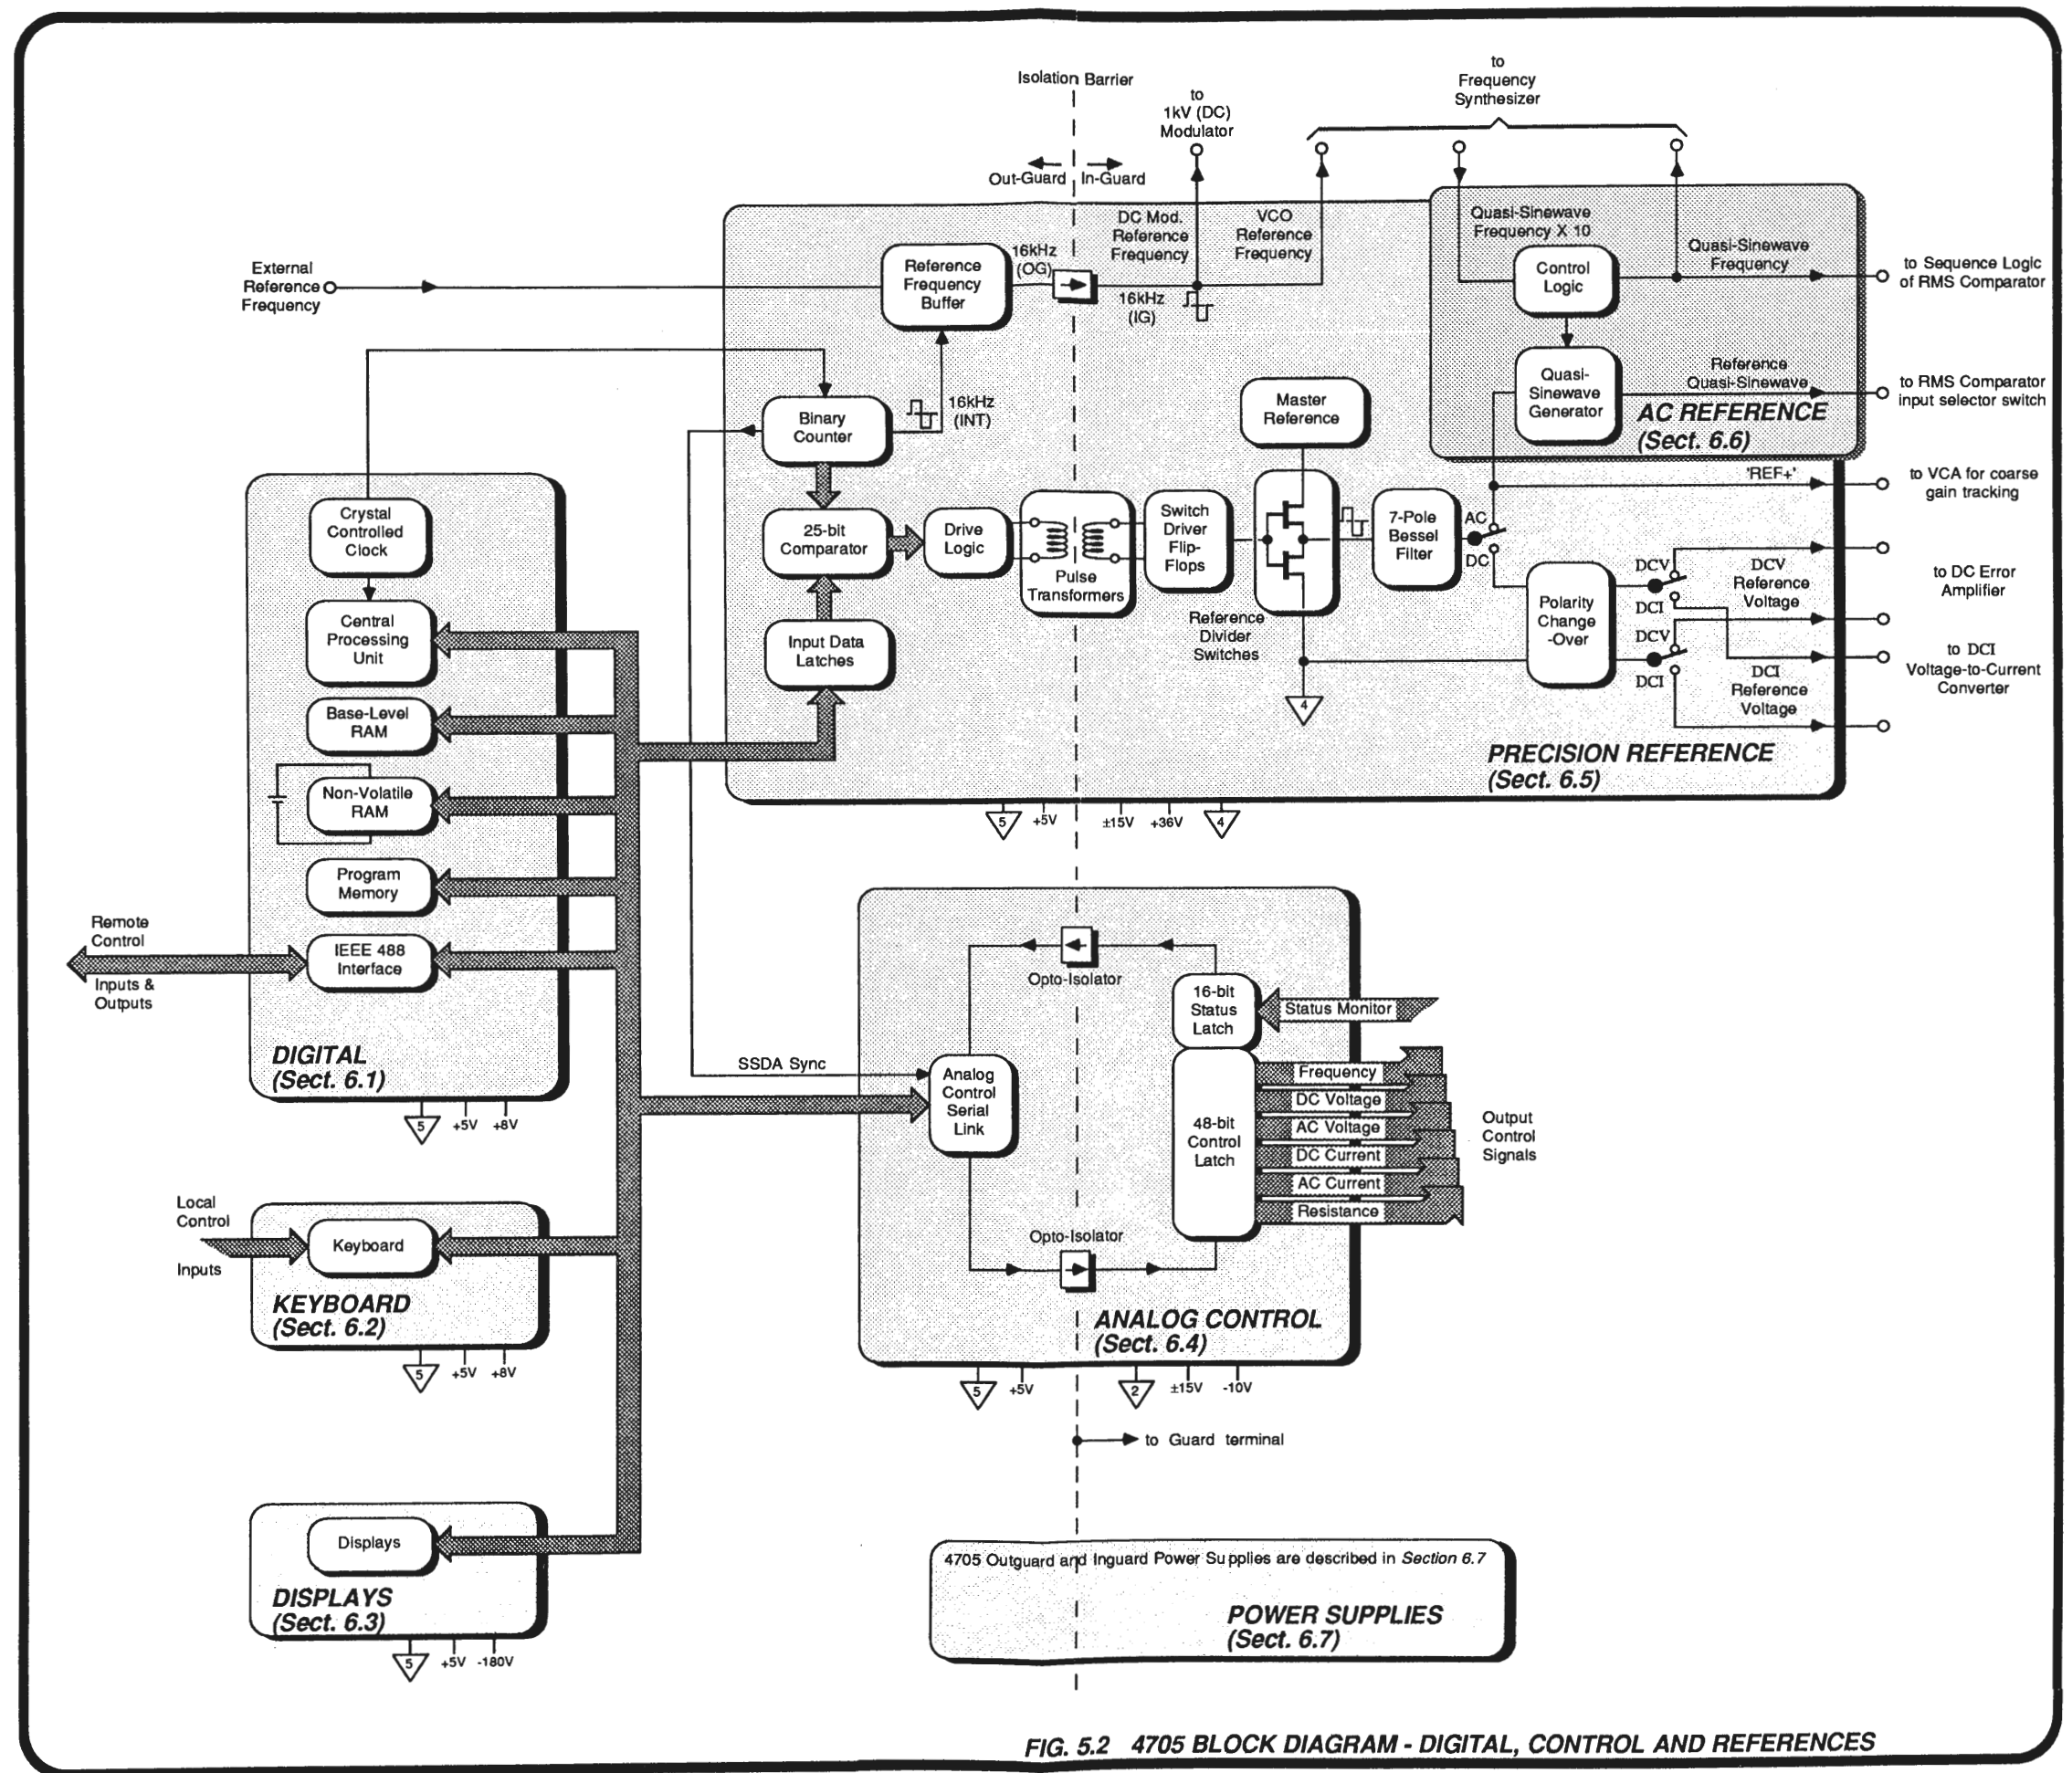 Isolation Barrier
Out-Guard
In-Guard
to
1kV (DC)
Modulator
to
Frequency
Synthesizer
External
Reference
Frequency
Reference
Frequency
Buffer
16kHz
(OG)
DC Mod.
Reference
Frequency
16kHz
(IG)
VCO
Reference
Frequency
Quasi-Sinewave
Frequency X 10
Control
Logic
Quasi-Sinewave
Frequency
to Sequence Logic
of RMS Comparator
Quasi-
Sinewave
Generator
Reference
Quasi-Sinewave
to RMS Comparator
input selector switch
AC REFERENCE
(Sect. 6.6)
Binary
Counter
16kHz
(INT)
Master
Reference
'REF+'
to VCA for coarse
gain tracking
Crystal
Controlled
Clock
25-bit
Comparator
Drive
Logic
Pulse
Transformers
Switch
Driver
Flip-
Flops
Reference
Divider
Switches
7-Pole
Bessel
Filter
AC
DC
Polarity
Change
-Over
DCV
DCI
DCV
DCI
DCV
Reference
Voltage
to DC Error
Amplifier
DCI
Reference
Voltage
to DCI
Voltage-to-Current
Converter
4
Input Data
Latches
PRECISION REFERENCE
(Sect. 6.5)
5
+5V
±15V
+36V
4
Central
Processing
Unit
Base-Level
RAM
Non-Volatile
RAM
Program
Memory
IEEE 488
Interface
Remote
Control
Inputs &
Outputs
DIGITAL
(Sect. 6.1)
5
+5V
+8V
SSDA Sync
Opto-Isolator
16-bit
Status
Latch
Status Monitor
Analog
Control
Serial
Link
48-bit
Control
Latch
Frequency
DC Voltage
AC Voltage
DC Current
AC Current
Resistance
Output
Control
Signals
Opto-Isolator
ANALOG CONTROL
(Sect. 6.4)
5
+5V
2
±15V
-10V
Local
Control
Inputs
Keyboard
KEYBOARD
(Sect. 6.2)
5
+5V
+8V
to Guard terminal
Displays
DISPLAYS
(Sect. 6.3)
5
+5V
-180V
4705 Outguard and Inguard Power Supplies are described in Section 6.7
POWER SUPPLIES
(Sect. 6.7)
FIG. 5.2 4705 BLOCK DIAGRAM - DIGITAL, CONTROL AND REFERENCES